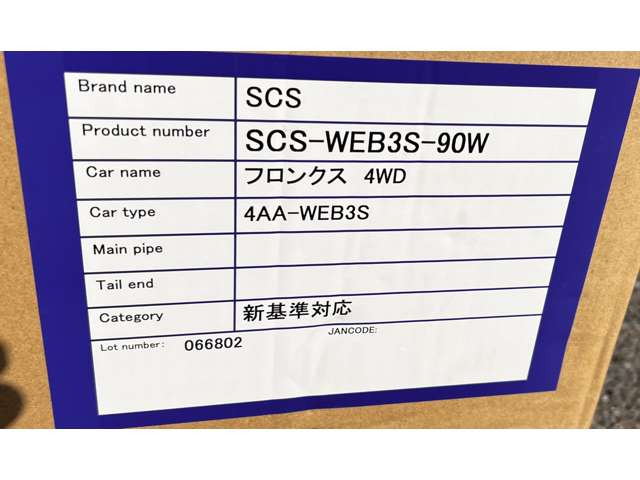 Brand name SCS
Product number SCS-WEB3S-90W
Car name フロンクス 4WD
Car type 4AA-WEB3S
Main pipe
Tail end
Category 新基準対応
Lot number: 066802 JANCODE: